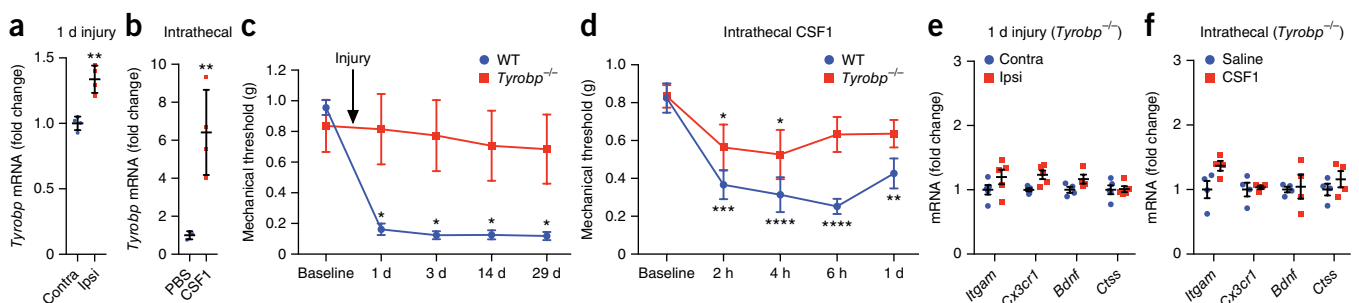 a
1 d injury
**
Tyrobp mRNA (fold change)
1.5
1.0
0.5
0
Contra
Ipsi
b
Intrathecal
**
Tyrobp mRNA (fold change)
10
8
6
4
2
0
PBS
CSF1
c
WT
Tyrobp−/−
Injury
Mechanical threshold (g)
1.2
1.0
0.8
0.6
0.4
0.2
0
* * * *
Baseline 1 d 3 d 14 d 29 d
d
Intrathecal CSF1
WT
Tyrobp−/−
Mechanical threshold (g)
1.0
0.8
0.6
0.4
0.2
0
* *
*** **** **** **
Baseline 2 h 4 h 6 h 1 d
e
1 d injury (Tyrobp−/−)
Contra
Ipsi
mRNA (fold change)
3
2
1
0
Itgam Cx3cr1 Bdnf Ctss
f
Intrathecal (Tyrobp−/−)
Saline
CSF1
mRNA (fold change)
3
2
1
0
Itgam Cx3cr1 Bdnf Ctss